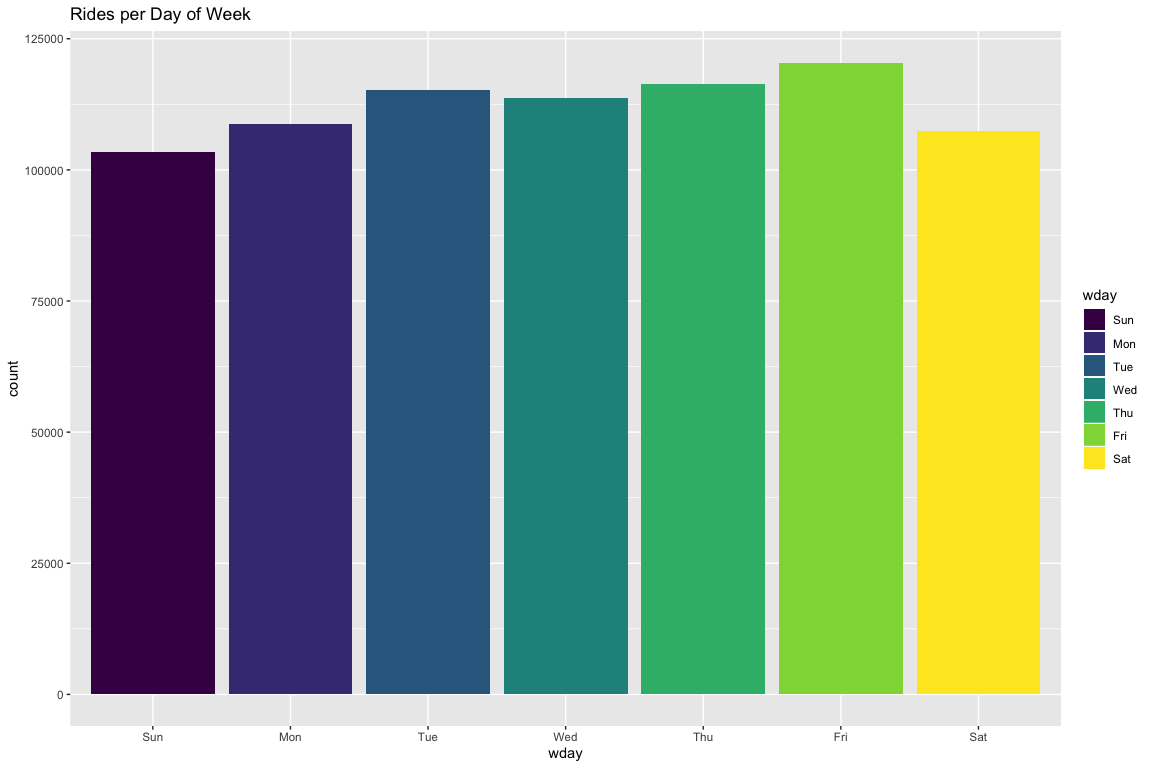 Rides per Day of Week
125000
100000
75000
50000
25000
0
count
Sun Mon Tue Wed Thu Fri Sat
wday
wday
Sun
Mon
Tue
Wed
Thu
Fri
Sat